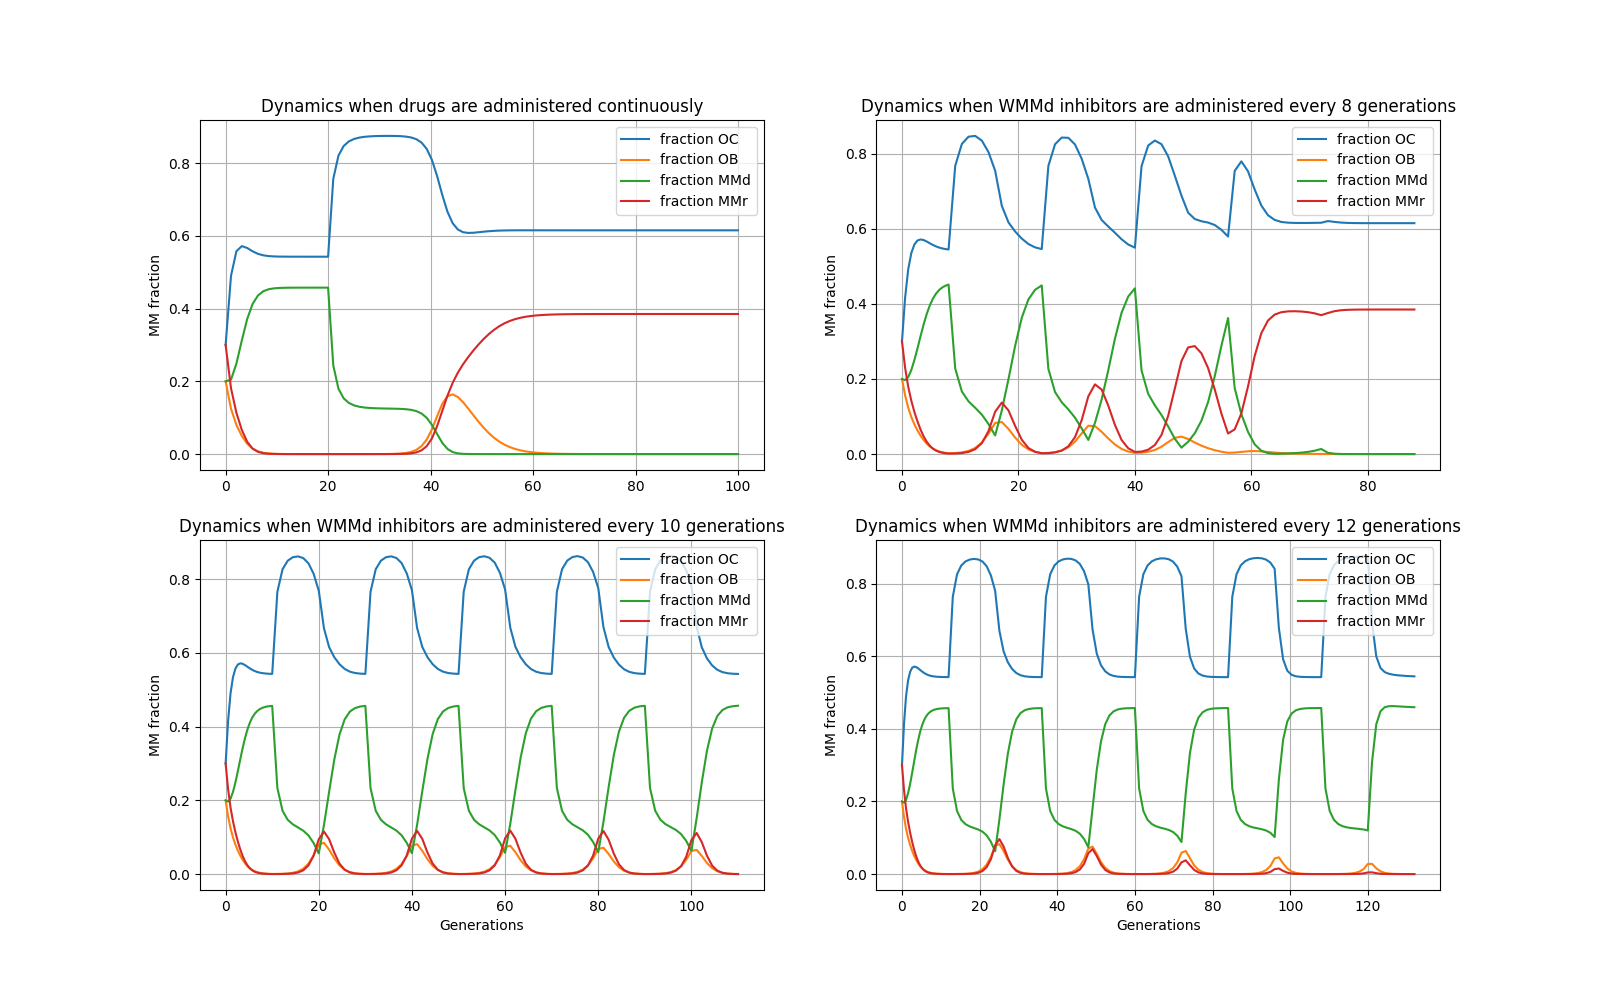 Dynamics when drugs are administered continuously
MM fraction
0.8
0.6
0.4
0.2
0.0
0 20 40 60 80 100
fraction OC
fraction OB
fraction MMd
fraction MMr
Dynamics when WMMd inhibitors are administered every 8 generations
MM fraction
0.8
0.6
0.4
0.2
0.0
0 20 40 60 80
fraction OC
fraction OB
fraction MMd
fraction MMr
Dynamics when WMMd inhibitors are administered every 10 generations
MM fraction
0.8
0.6
0.4
0.2
0.0
0 20 40 60 80 100
Generations
fraction OC
fraction OB
fraction MMd
fraction MMr
Dynamics when WMMd inhibitors are administered every 12 generations
MM fraction
0.8
0.6
0.4
0.2
0.0
0 20 40 60 80 100 120
Generations
fraction OC
fraction OB
fraction MMd
fraction MMr